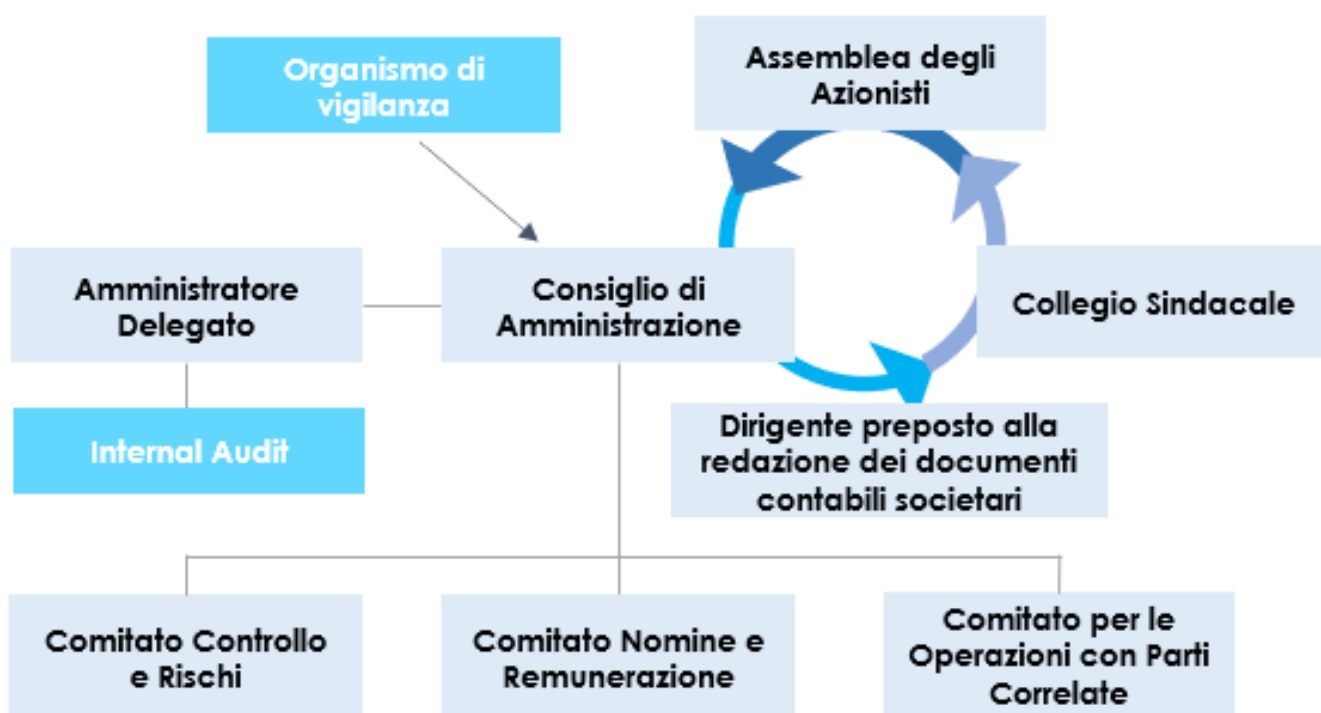 Organismo di
vigilanza
Assemblea degli
Azionisti
Amministratore
Delegato
Consiglio di
Amministrazione
Collegio Sindacale
Internal Audit
Dirigente preposto alla
redazione dei documenti
contabili societari
Comitato Controllo
e Rischi
Comitato Nomine e
Remunerazione
Comitato per le
Operazioni con Parti
Correlate